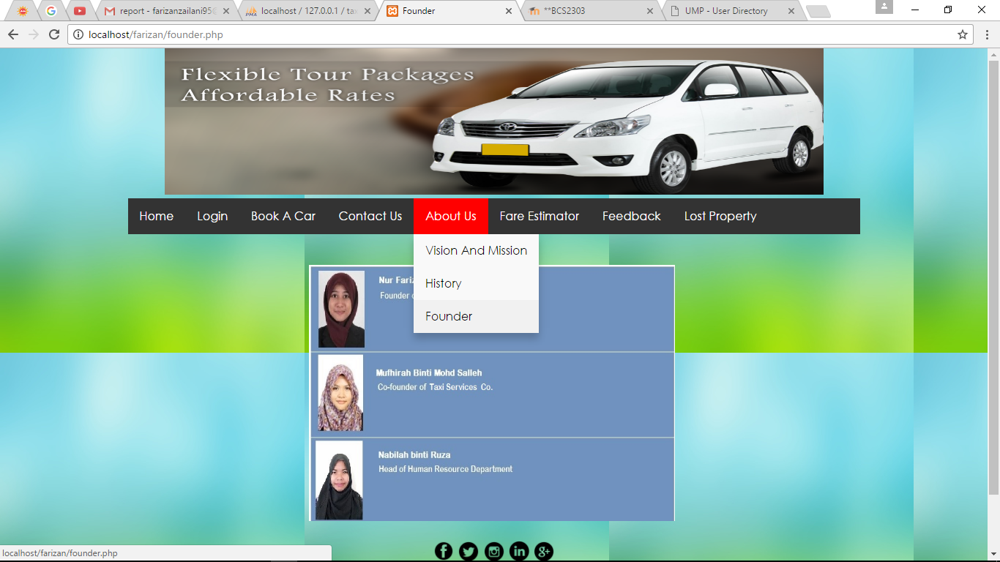 report - farizanzailani95@
localhost / 127.0.0.1 / ta
Founder
**BCS2303
UMP - User Directory
localhost/farizan/founder.php
Flexible Tour Packages
Affordable Rates
Home Login Book A Car Contact Us About Us Fare Estimator Feedback Lost Property
Vision And Mission
History
Founder
Nur Fariz
Founder
Mufhirah Binti Mohd Salleh
Co-founder of Taxi Services Co.
Nabilah binti Ruza
Head of Human Resource Department
localhost/farizan/founder.php